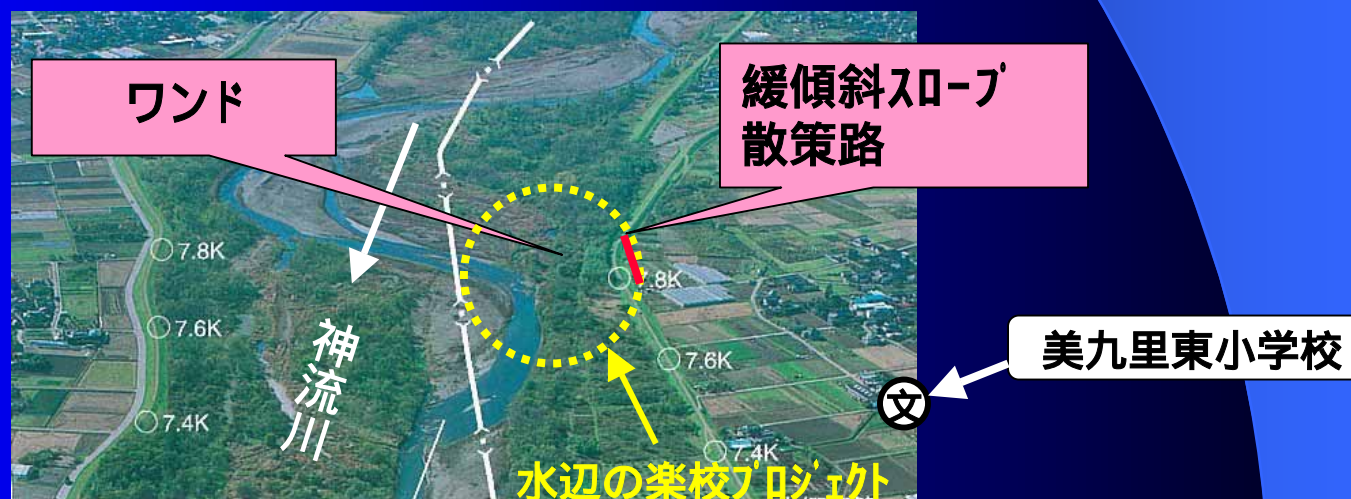 ワンド
緩傾斜ｽﾛｰﾌﾟ
散策路
7.8K
7.8K
7.6K
7.6K
神流川
美九里東小学校
文
7.4K
7.4K
水辺の楽校ﾌﾟﾛｼﾞｪｸﾄ